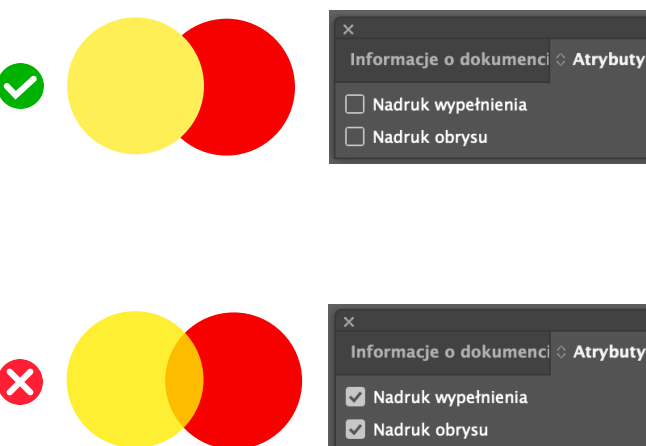 Informacje o dokumenci Atrybuty
Nadruk wypełnienia
Nadruk obrysu
Informacje o dokumenci Atrybuty
Nadruk wypełnienia
Nadruk obrysu